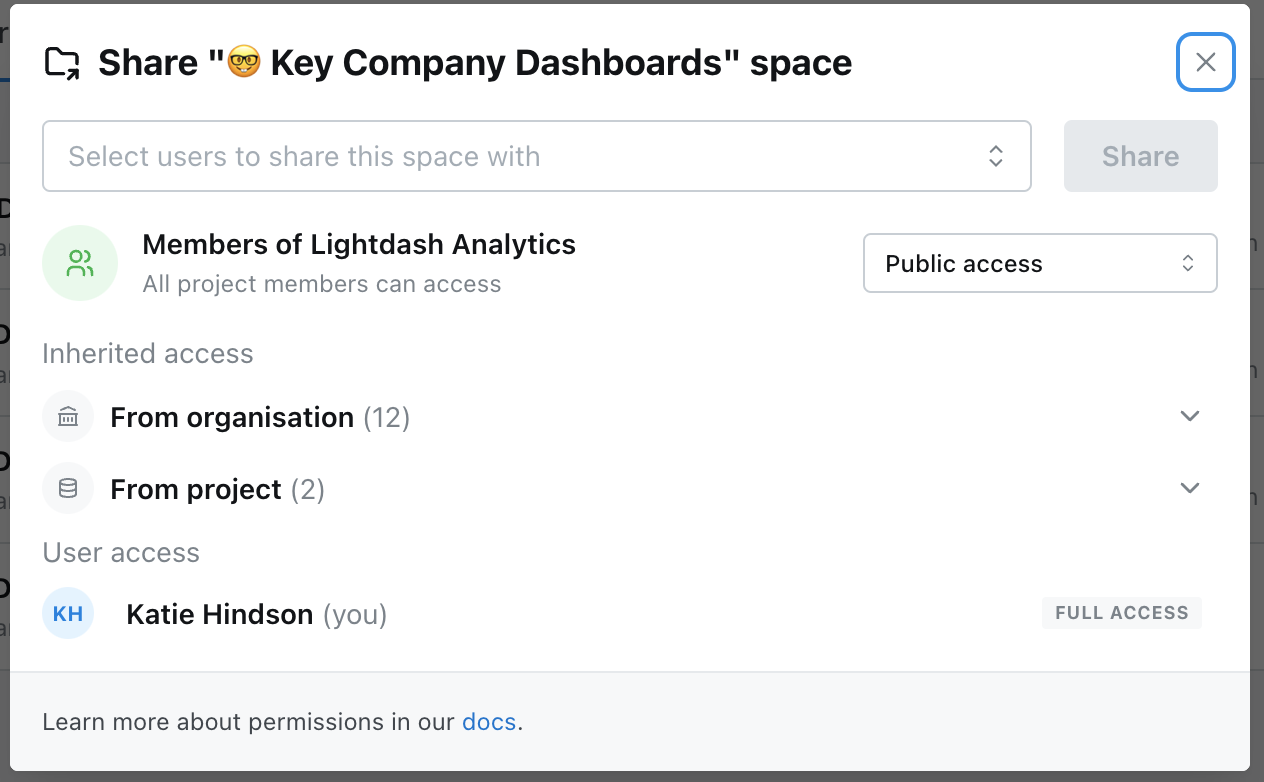 Share "🤓 Key Company Dashboards" space
Select users to share this space with
Share
Members of Lightdash Analytics
All project members can access
Public access
Inherited access
From organisation (12)
From project (2)
User access
KH
Katie Hindson (you)
FULL ACCESS
Learn more about permissions in our docs.